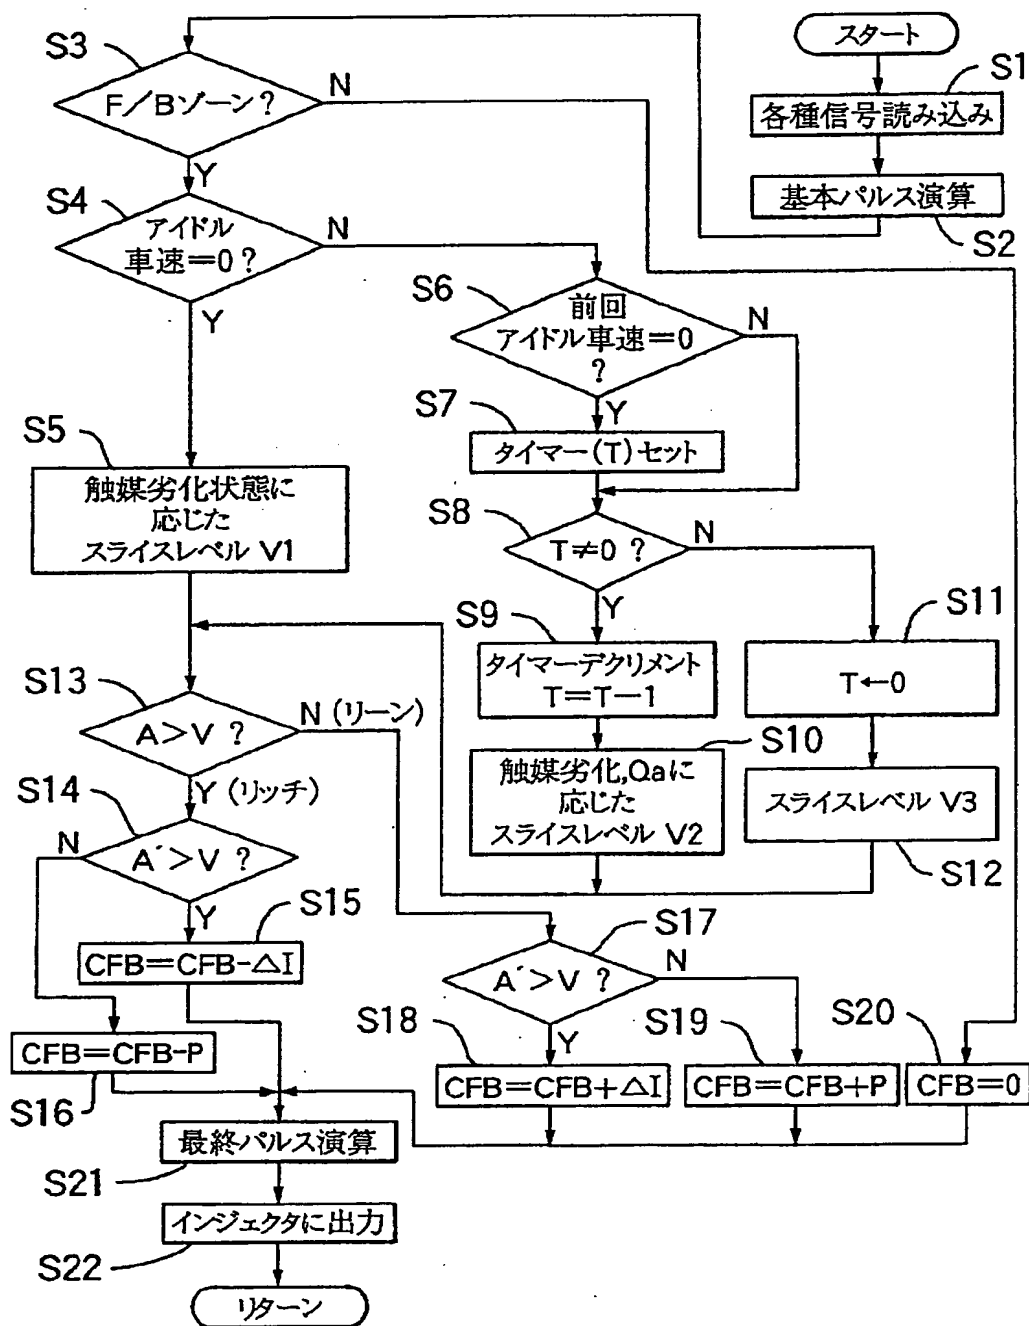 スタート
S1
各種信号読み込み
基本パルス演算
S2
S3
F／Bゾーン？
N
Y
S4
アイドル
車速＝0？
N
Y
S5
触媒劣化状態に
応じた
スライスレベル V1
S6
前回
アイドル車速＝0
？
N
Y
S7
タイマー(T)セット
S8
T≠0 ？
N
Y
S9
タイマーデクリメント
T＝T－1
S10
触媒劣化,Qaに
応じた
スライスレベル V2
S11
T←0
スライスレベル V3
S12
S13
A＞V ？
N (リーン)
Y (リッチ)
S14
A´＞V ？
N
Y
S15
CFB＝CFB-△I
CFB＝CFB-P
S16
S17
A´＞V ？
N
Y
S18
CFB＝CFB＋△I
S19
CFB＝CFB＋P
S20
CFB＝0
最終パルス演算
S21
インジェクタに出力
S22
リターン